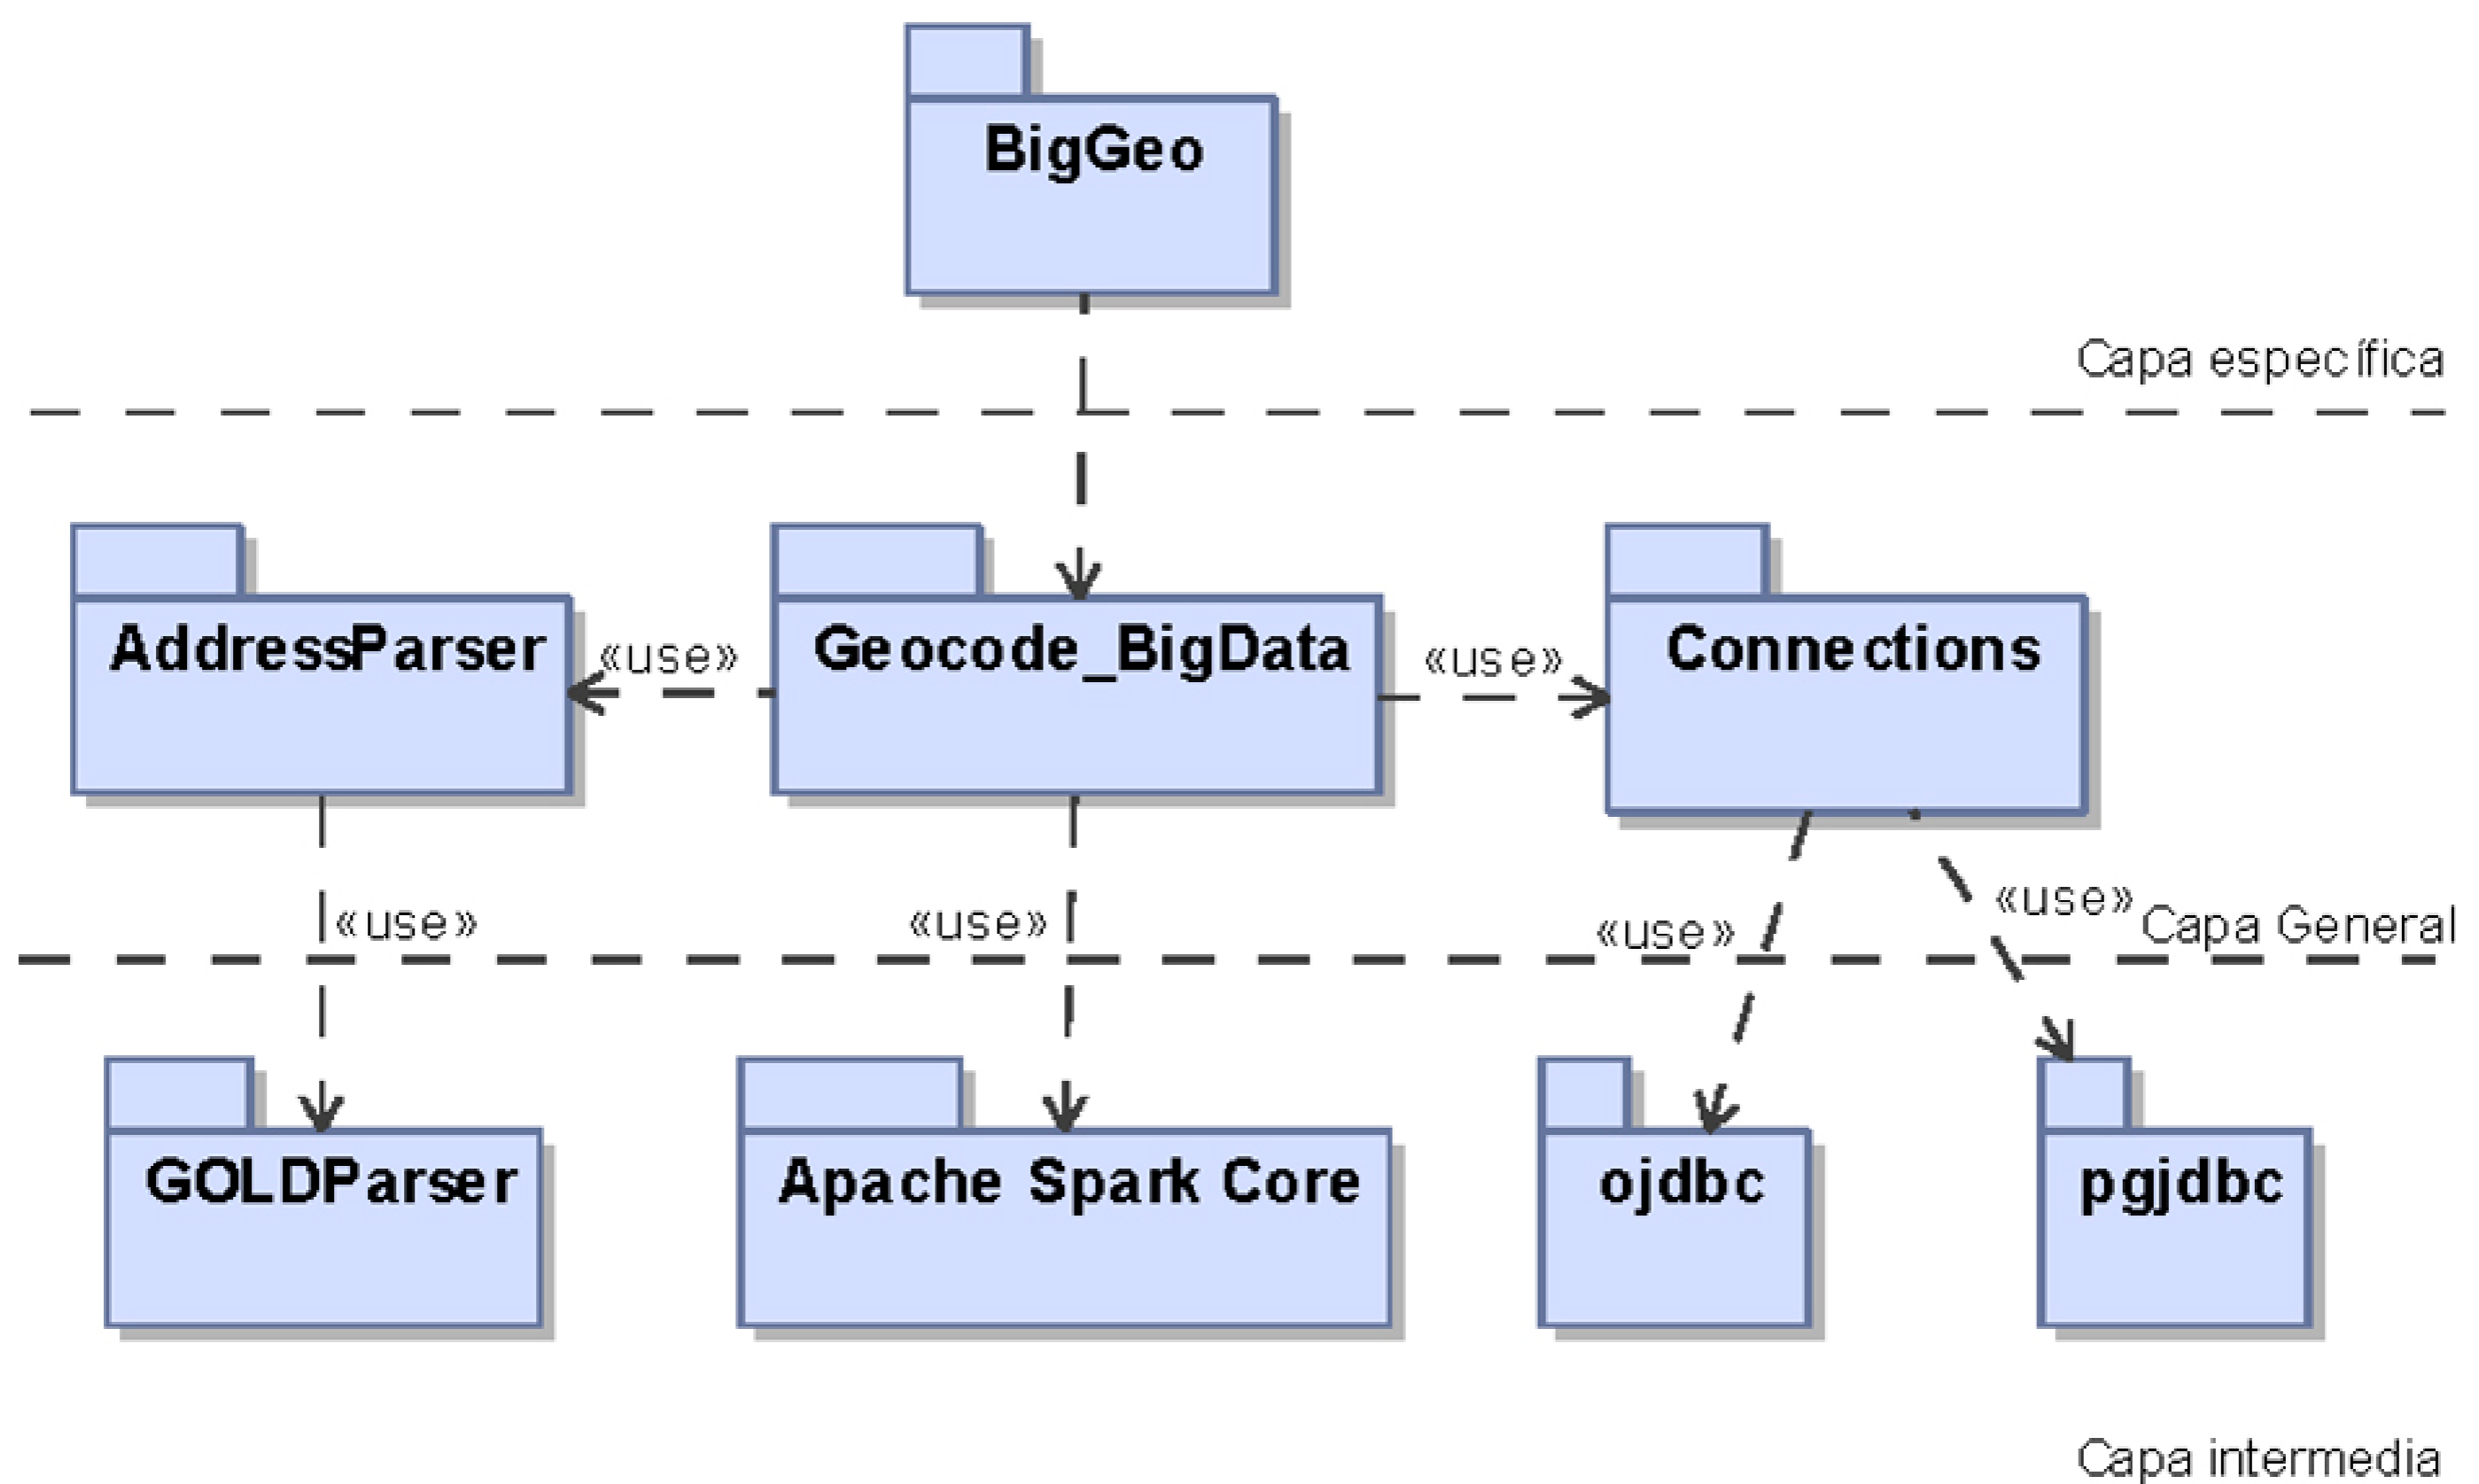 BigGeo
Capa específica
AddressParser
«use»
Geocode_BigData
«use»
Connections
«use»
«use»
«use»
«use»
Capa General
GOLDParser
Apache Spark Core
ojdbc
pgjdbc
Capa intermedia